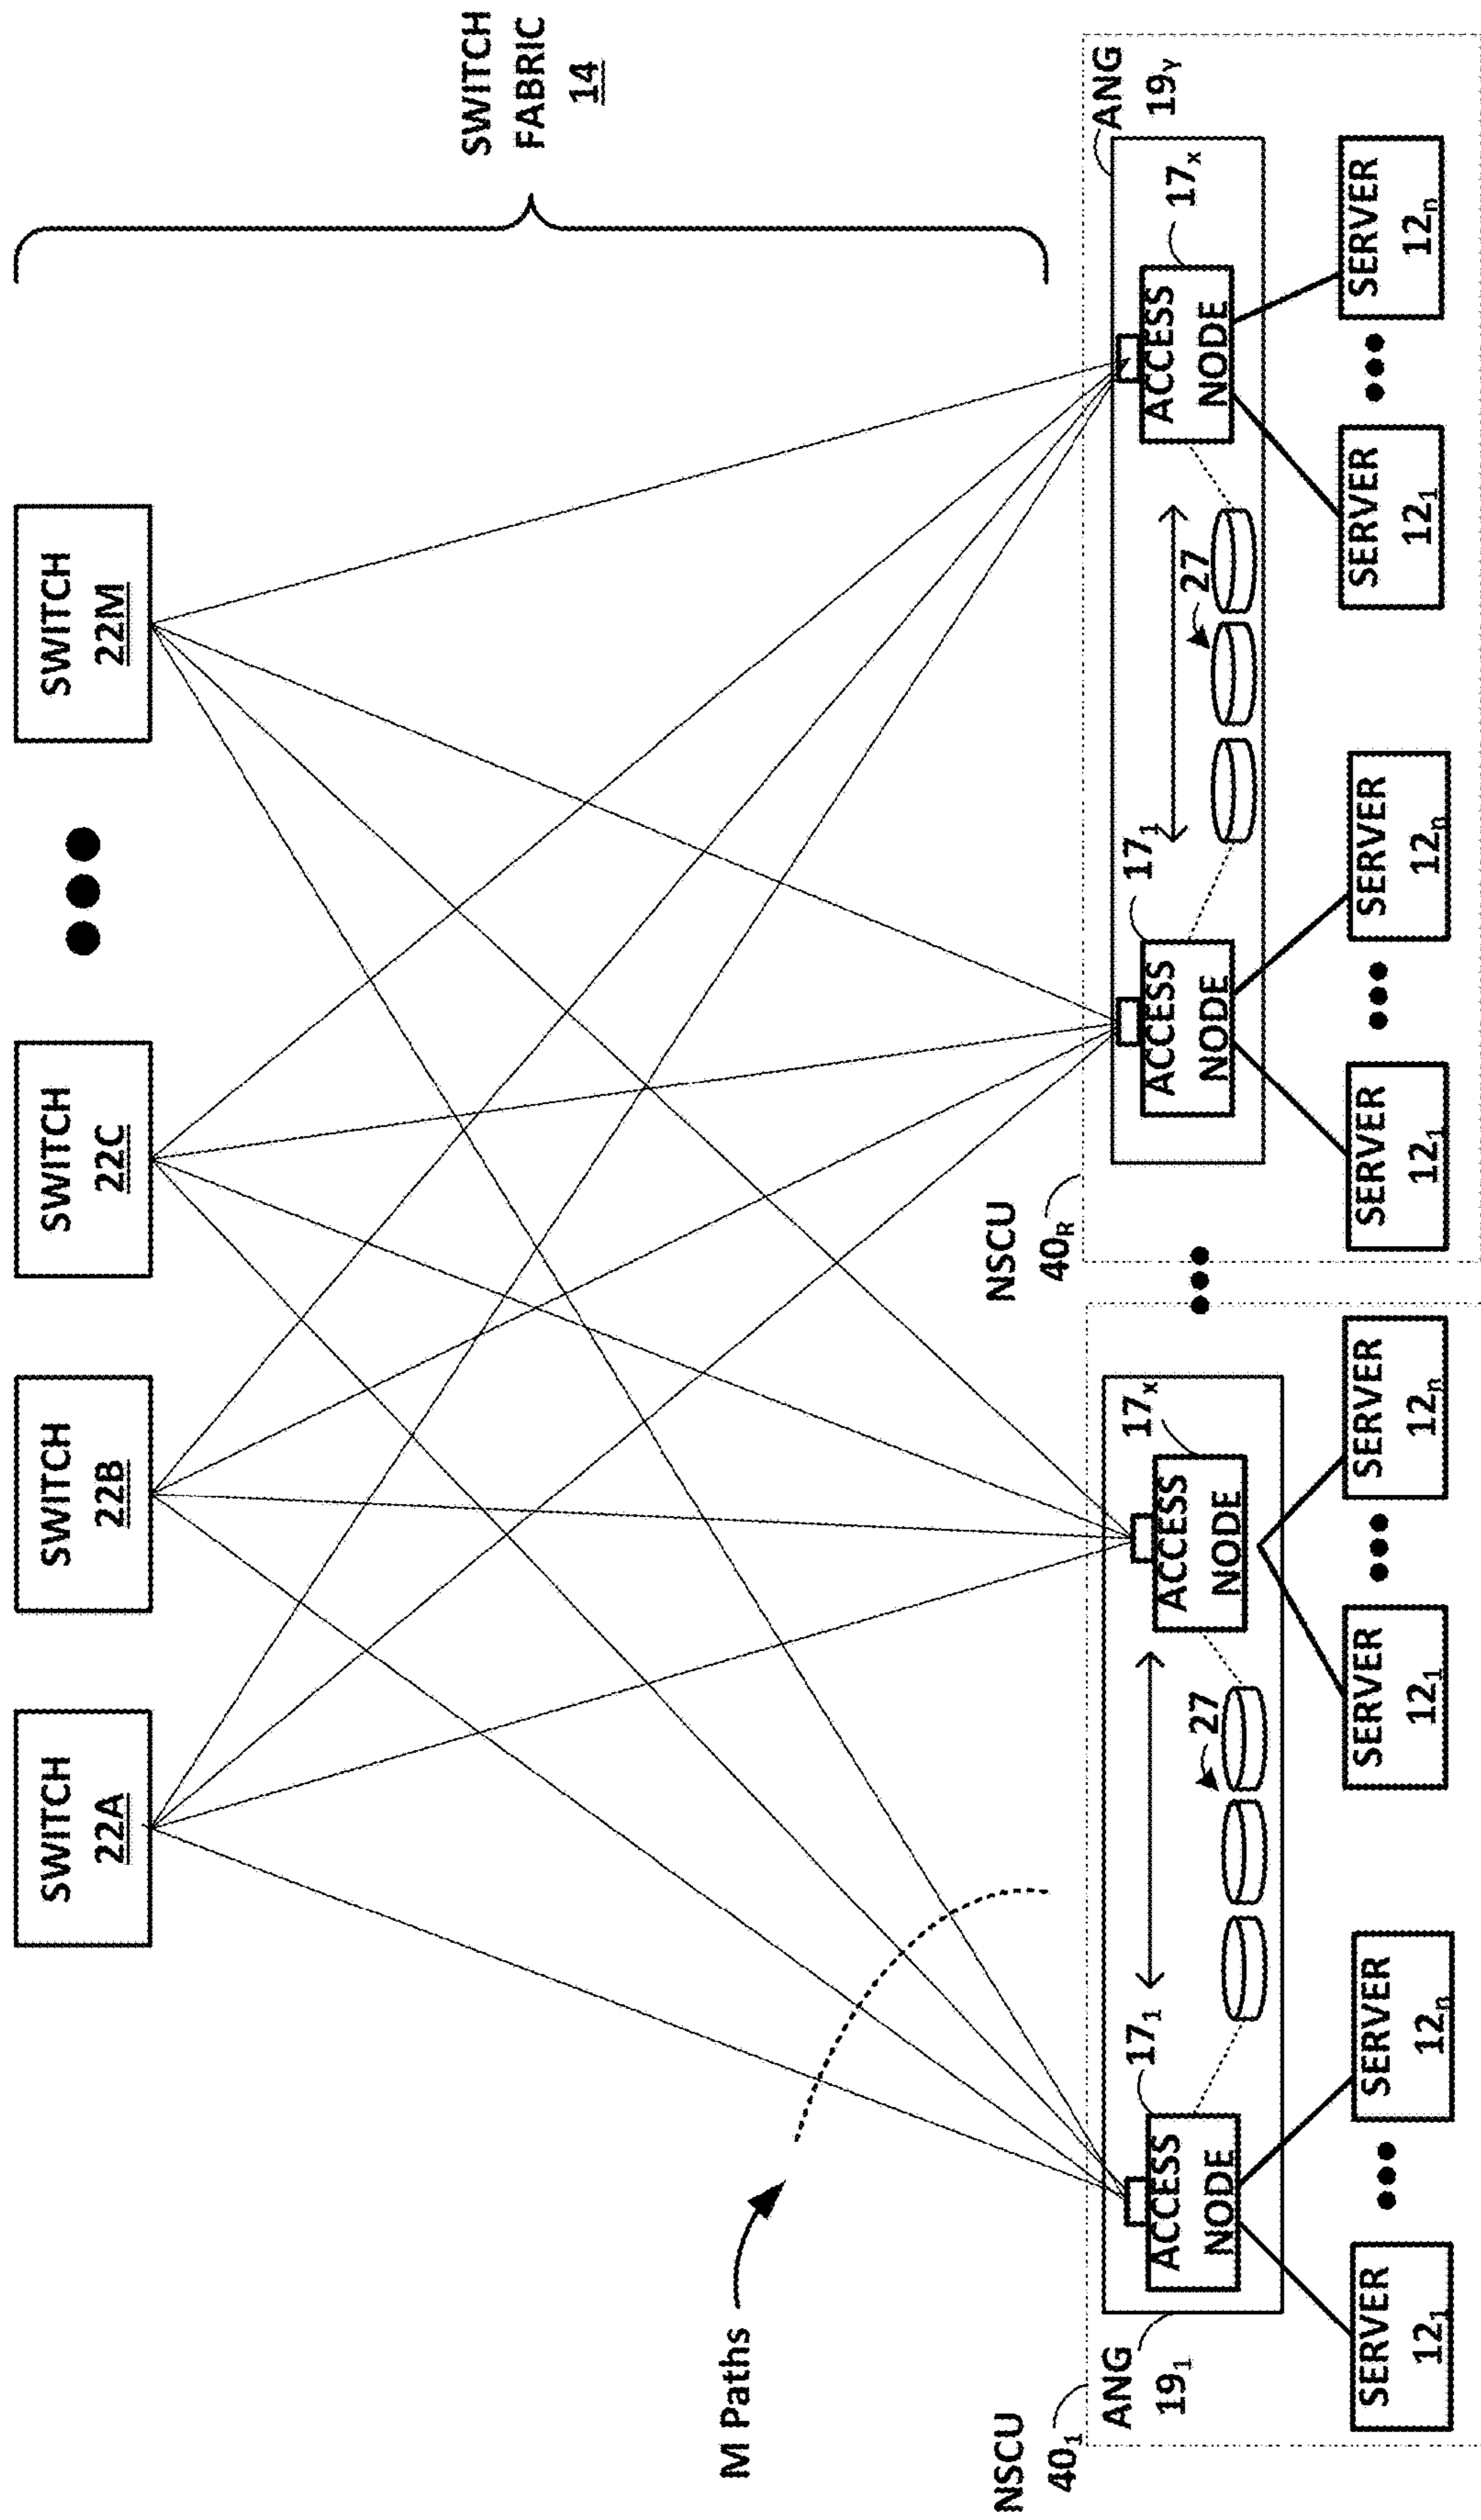 SWITCH
22A
SWITCH
22B
SWITCH
22C
SWITCH
22M
SWITCH
FABRIC
14
M Paths
NSCU
40₁
ANG
19₁
17₁
ACCESS
NODE
27
17ₓ
ACCESS
NODE
SERVER
12₁
SERVER
12ₙ
SERVER
12₁
SERVER
12ₙ
NSCU
40R
ANG
19Y
17₁
ACCESS
NODE
27
17ₓ
ACCESS
NODE
SERVER
12₁
SERVER
12ₙ
SERVER
12₁
SERVER
12ₙ